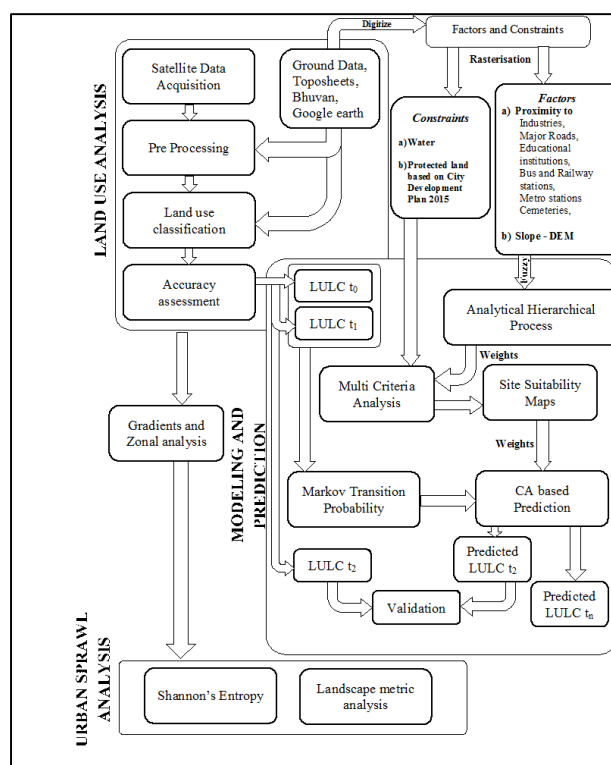 Digitize
Factors and Constraints
Rasterisation
LAND USE ANALYSIS
Satellite Data
Acquisition
Pre Processing
Land use
classification
Accuracy
assessment
Ground Data,
Toposheets,
Bhuvan,
Google earth
Constraints
a) Water
b) Protected land
based on City
Development
Plan 2015
Factors
a) Proximity to
Industries,
Major Roads,
Educational
institutions,
Bus and Railway
stations,
Metro stations
Cemeteries,
b) Slope - DEM
Fuzzy
MODELING AND
PREDICTION
LULC t0
LULC t1
Analytical Hierarchical
Process
Weights
Multi Criteria
Analysis
Site Suitability
Maps
Weights
Gradients and
Zonal analysis
Markov Transition
Probability
CA based
Prediction
LULC t2
Predicted
LULC t2
Validation
Predicted
LULC tn
URBAN SPRAWL
ANALYSIS
Shannon's Entropy
Landscape metric
analysis